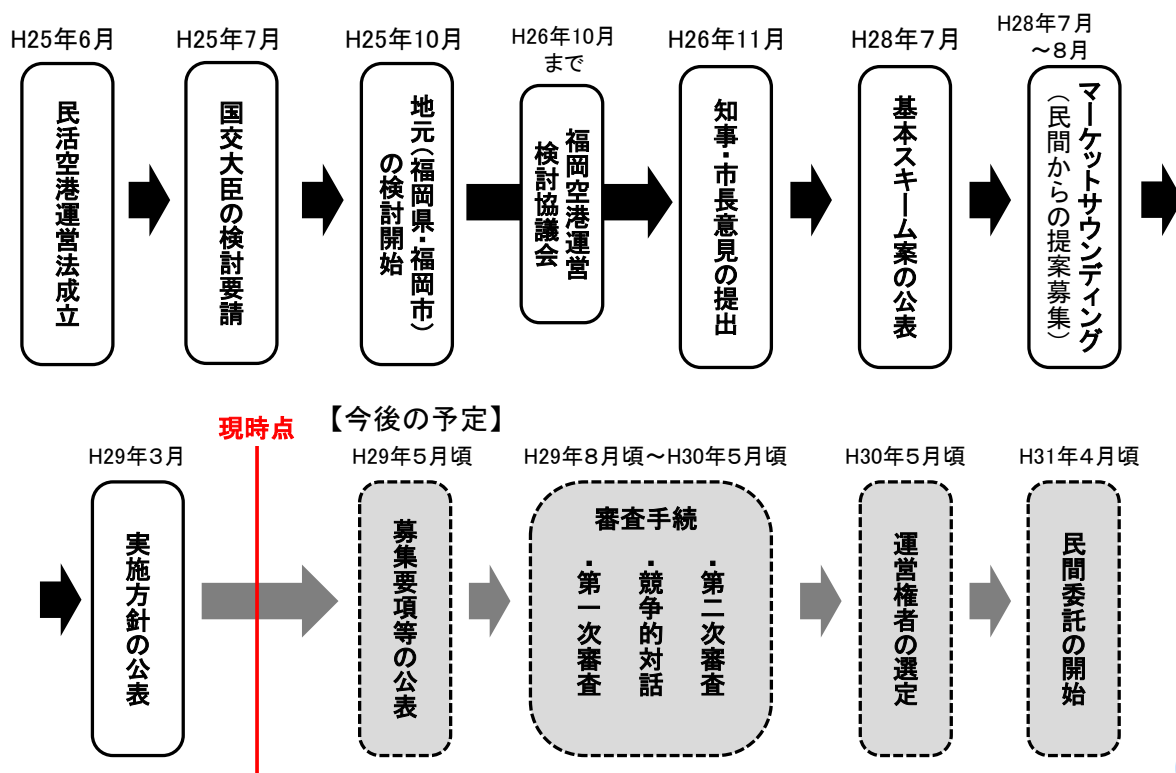 H25年6月
H25年7月
H25年10月
H26年10月
まで
H26年11月
H28年7月
H28年7月
～8月
民活空港運営法成立
国交大臣の検討要請
地元（福岡県・福岡市）
の検討開始
福岡空港運営
検討協議会
知事・市長意見の提出
基本スキーム案の公表
マーケットサウンディング
（民間からの提案募集）
現時点
【今後の予定】
H29年３月
H29年５月頃
H29年８月頃～H30年５月頃
H30年５月頃
H31年４月頃
実施方針の公表
募集要項等の公表
審査手続
・第一次審査
・競争的対話
・第二次審査
運営権者の選定
民間委託の開始